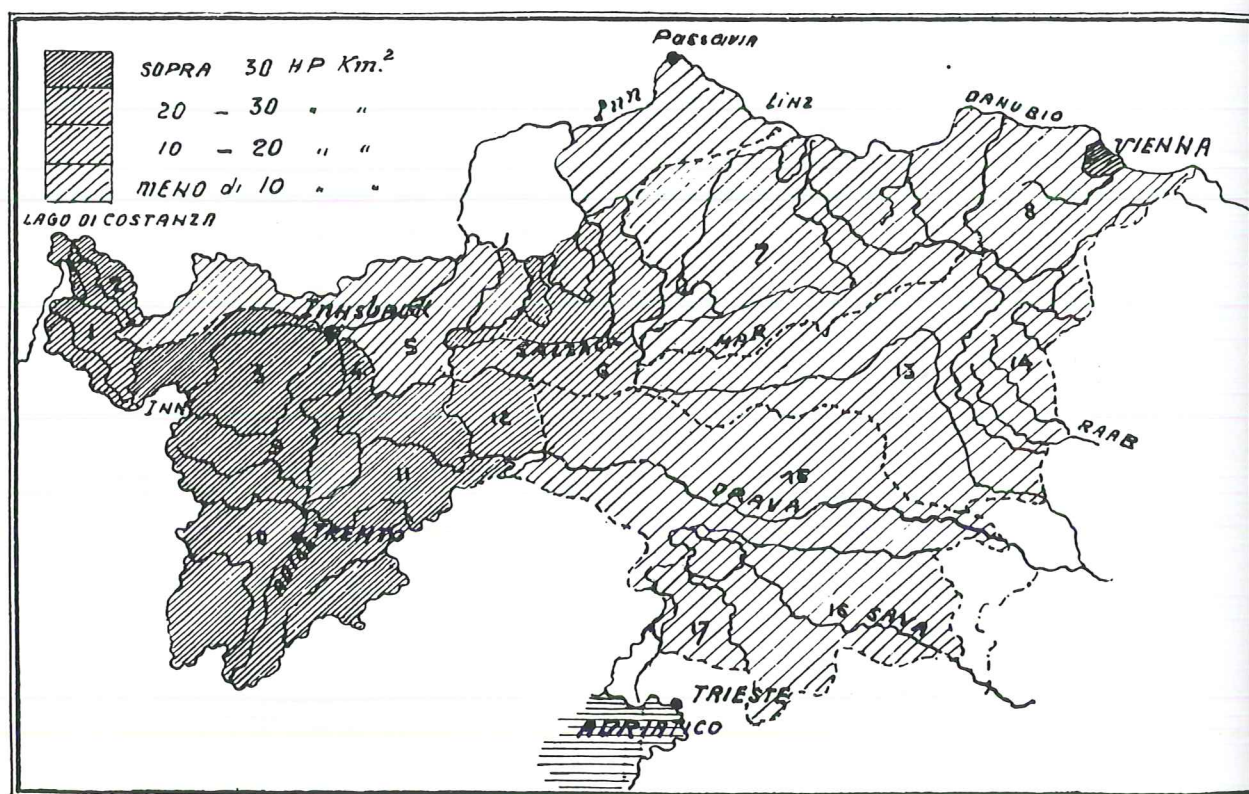 SOPRA 30 HP Km.²
20 – 30 " "
10 – 20 " "
MENO di 10 " "
LAGO DI COSTANZA
Passavia
Inn
Linz
DANUBIO
VIENNA
8
7
2
1
INNSBRUCK
3
4
5
SALZACH
6
MUR
13
14
RAAB
INN
9
12
11
15
DRAVA
10
ADIGE
TRENTO
16 SAVA
17
TRIESTE
ADRIATICO